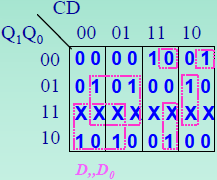 CD
Q₁Q₀ 00 01 11 10
00 0 0 0 0 1 0 0 1
01 0 1 0 1 0 0 1 0
11 X X X X X X X X
10 1 0 1 0 0 1 0 0
D,,D₀